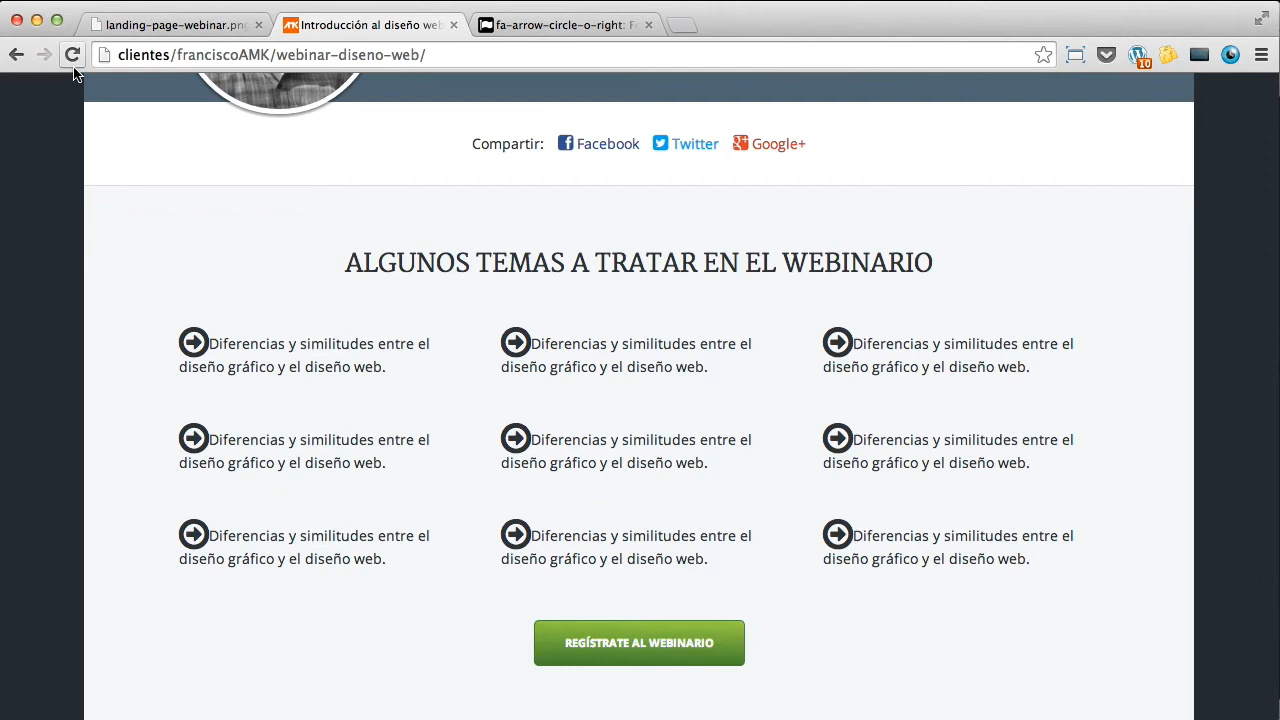 landing-page-webinar.png
Introducción al diseño web
fa-arrow-circle-o-right: F
clientes/franciscoAMK/webinar-diseno-web/
10
Compartir: Facebook Twitter Google+
ALGUNOS TEMAS A TRATAR EN EL WEBINARIO
Diferencias y similitudes entre el
diseño gráfico y el diseño web.
Diferencias y similitudes entre el
diseño gráfico y el diseño web.
Diferencias y similitudes entre el
diseño gráfico y el diseño web.
Diferencias y similitudes entre el
diseño gráfico y el diseño web.
Diferencias y similitudes entre el
diseño gráfico y el diseño web.
Diferencias y similitudes entre el
diseño gráfico y el diseño web.
Diferencias y similitudes entre el
diseño gráfico y el diseño web.
Diferencias y similitudes entre el
diseño gráfico y el diseño web.
Diferencias y similitudes entre el
diseño gráfico y el diseño web.
REGÍSTRATE AL WEBINARIO